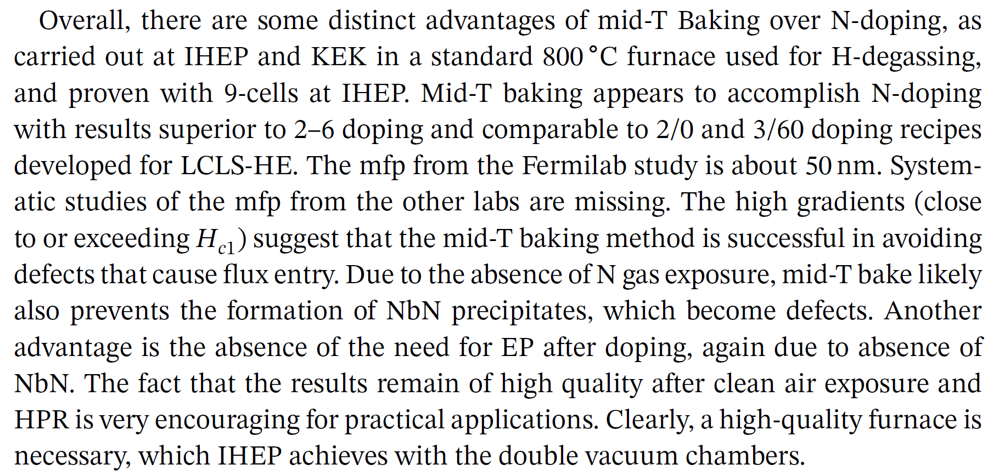 Overall, there are some distinct advantages of mid-T Baking over N-doping, as
carried out at IHEP and KEK in a standard 800 °C furnace used for H-degassing,
and proven with 9-cells at IHEP. Mid-T baking appears to accomplish N-doping
with results superior to 2–6 doping and comparable to 2/0 and 3/60 doping recipes
developed for LCLS-HE. The mfp from the Fermilab study is about 50 nm. System-
atic studies of the mfp from the other labs are missing. The high gradients (close
to or exceeding H_c1) suggest that the mid-T baking method is successful in avoiding
defects that cause flux entry. Due to the absence of N gas exposure, mid-T bake likely
also prevents the formation of NbN precipitates, which become defects. Another
advantage is the absence of the need for EP after doping, again due to absence of
NbN. The fact that the results remain of high quality after clean air exposure and
HPR is very encouraging for practical applications. Clearly, a high-quality furnace is
necessary, which IHEP achieves with the double vacuum chambers.